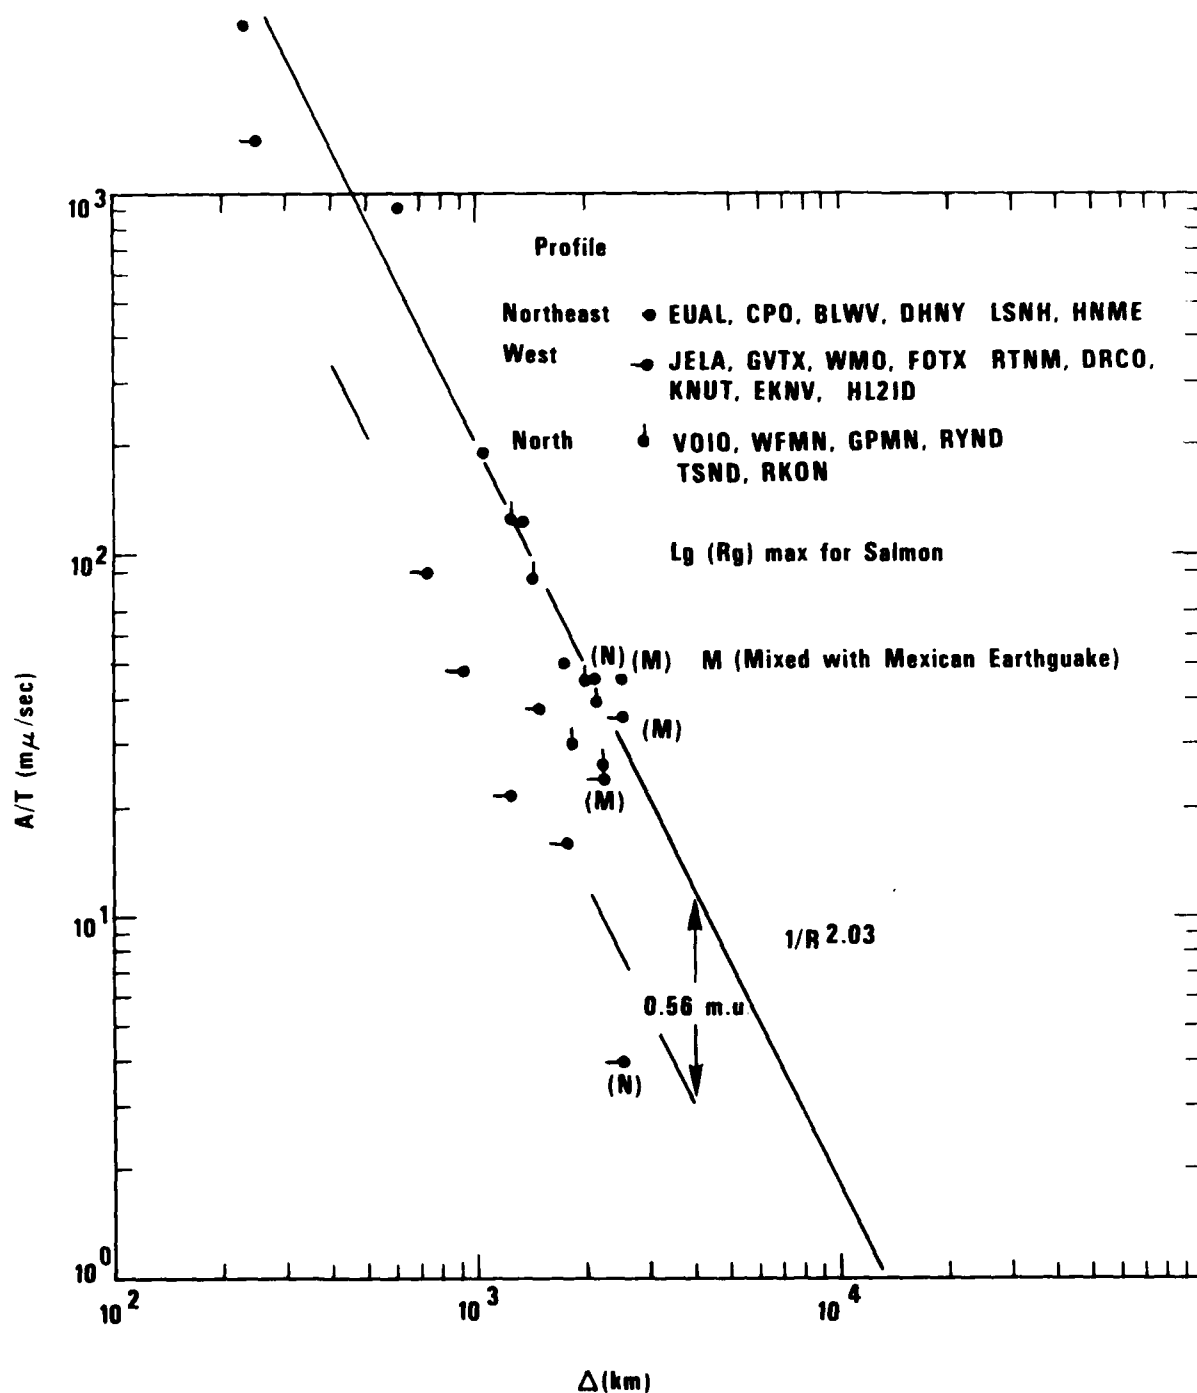 10³
Profile
Northeast EUAL, CPO, BLWV, DHNY LSNH, HNME
West JELA, GVTX, WMO, FOTX RTNM, DRCO,
KNUT, EKNV, HL2ID
North VOIO, WFMN, GPMN, RYND
TSND, RKON
10²
Lg (Rg) max for Salmon
(N) (M) M (Mixed with Mexican Earthguake)
(M)
(M)
A/T (mμ/sec)
10¹
1/R 2.03
0.56 m.u.
(N)
10⁰
10² 10³ 10⁴
Δ(km)